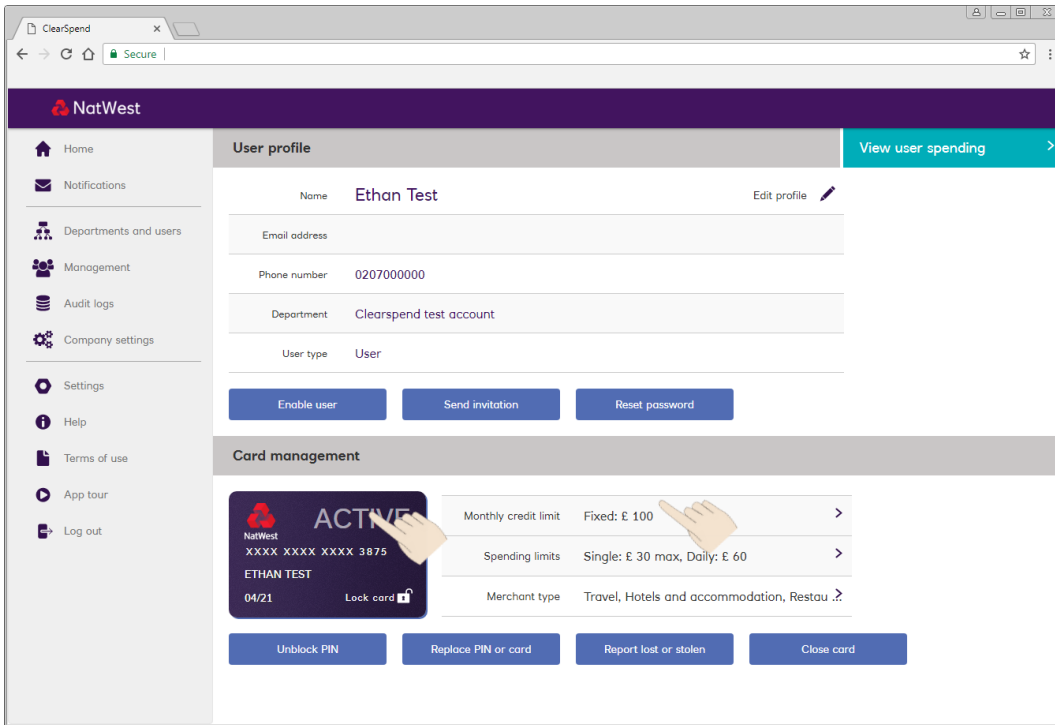 ClearSpend
Secure
NatWest
Home
Notifications
Departments and users
Management
Audit logs
Company settings
Settings
Help
Terms of use
App tour
Log out
User profile
View user spending
Name Ethan Test Edit profile
Email address
Phone number 0207000000
Department Clearspend test account
User type User
Enable user Send invitation Reset password
Card management
ACTIVE
NatWest
XXXX XXXX XXXX 3875
ETHAN TEST
04/21 Lock card
Monthly credit limit Fixed: £ 100
Spending limits Single: £ 30 max, Daily: £ 60
Merchant type Travel, Hotels and accommodation, Restau ...
Unblock PIN Replace PIN or card Report lost or stolen Close card